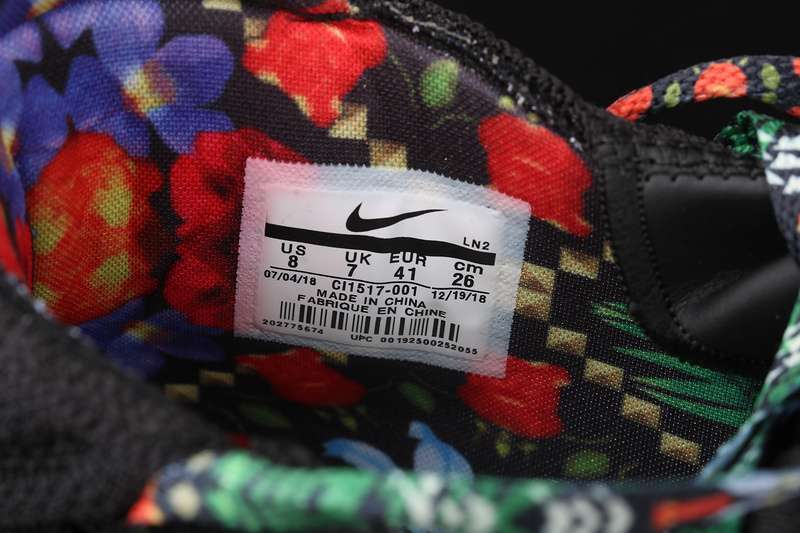 LN2
US UK EUR cm
8 7 41 26
07/04/18 CI1517-001 12/19/18
MADE IN CHINA
FABRIQUE EN CHINE
202775674 UPC 00192500252055